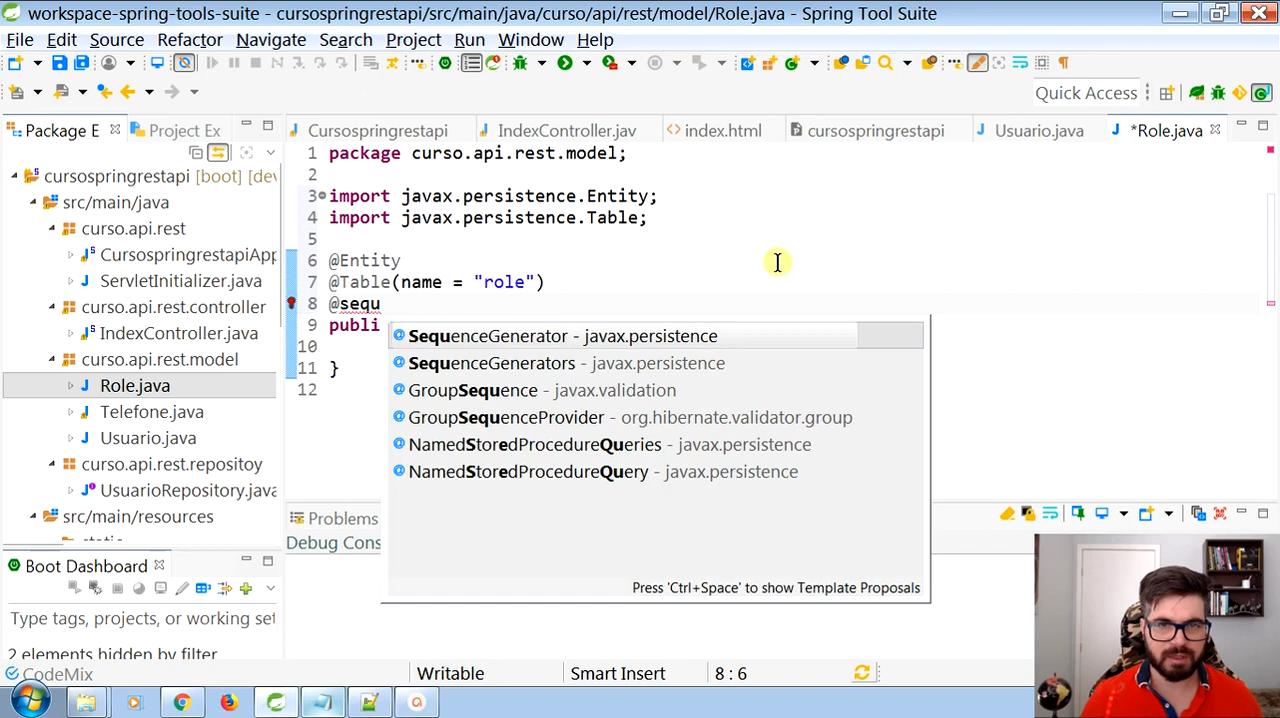 workspace-spring-tools-suite - cursospringrestapi/src/main/java/curso/api/rest/model/Role.java - Spring Tool Suite
File Edit Source Refactor Navigate Search Project Run Window Help
Quick Access
Package E
Project Ex
Cursospringrestapi
IndexController.jav
index.html
cursospringrestapi
Usuario.java
*Role.java
cursospringrestapi [boot] [dev
src/main/java
curso.api.rest
CursospringrestapiApp
ServletInitializer.java
curso.api.rest.controller
IndexController.java
curso.api.rest.model
Role.java
Telefone.java
Usuario.java
curso.api.rest.repositoy
UsuarioRepository.java
src/main/resources
1 package curso.api.rest.model;
2
3 import javax.persistence.Entity;
4 import javax.persistence.Table;
5
6 @Entity
7 @Table(name = "role")
8 @sequ
9 publi
10
11 }
12
SequenceGenerator - javax.persistence
SequenceGenerators - javax.persistence
GroupSequence - javax.validation
GroupSequenceProvider - org.hibernate.validator.group
NamedStoredProcedureQueries - javax.persistence
NamedStoredProcedureQuery - javax.persistence
Press 'Ctrl+Space' to show Template Proposals
Problems
Debug Cons
Boot Dashboard
Type tags, projects, or working set
2 elements hidden by filter
CodeMix
Writable
Smart Insert
8 : 6